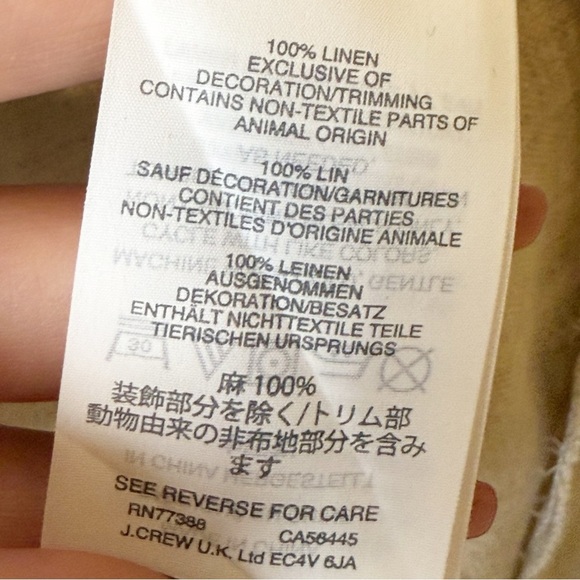 100% LINEN
EXCLUSIVE OF
DECORATION/TRIMMING
CONTAINS NON-TEXTILE PARTS OF
ANIMAL ORIGIN
100% LIN
SAUF DÉCORATION/GARNITURES
CONTIENT DES PARTIES
NON-TEXTILES D'ORIGINE ANIMALE
100% LEINEN
AUSGENOMMEN
DEKORATION/BESATZ
ENTHÄLT NICHTTEXTILE TEILE
TIERISCHEN URSPRUNGS
麻 100%
装飾部分を除く/トリム部
動物由来の非布地部分を含み
ます
SEE REVERSE FOR CARE
RN77388
CA56445
J.CREW U.K. Ltd EC4V 6JA